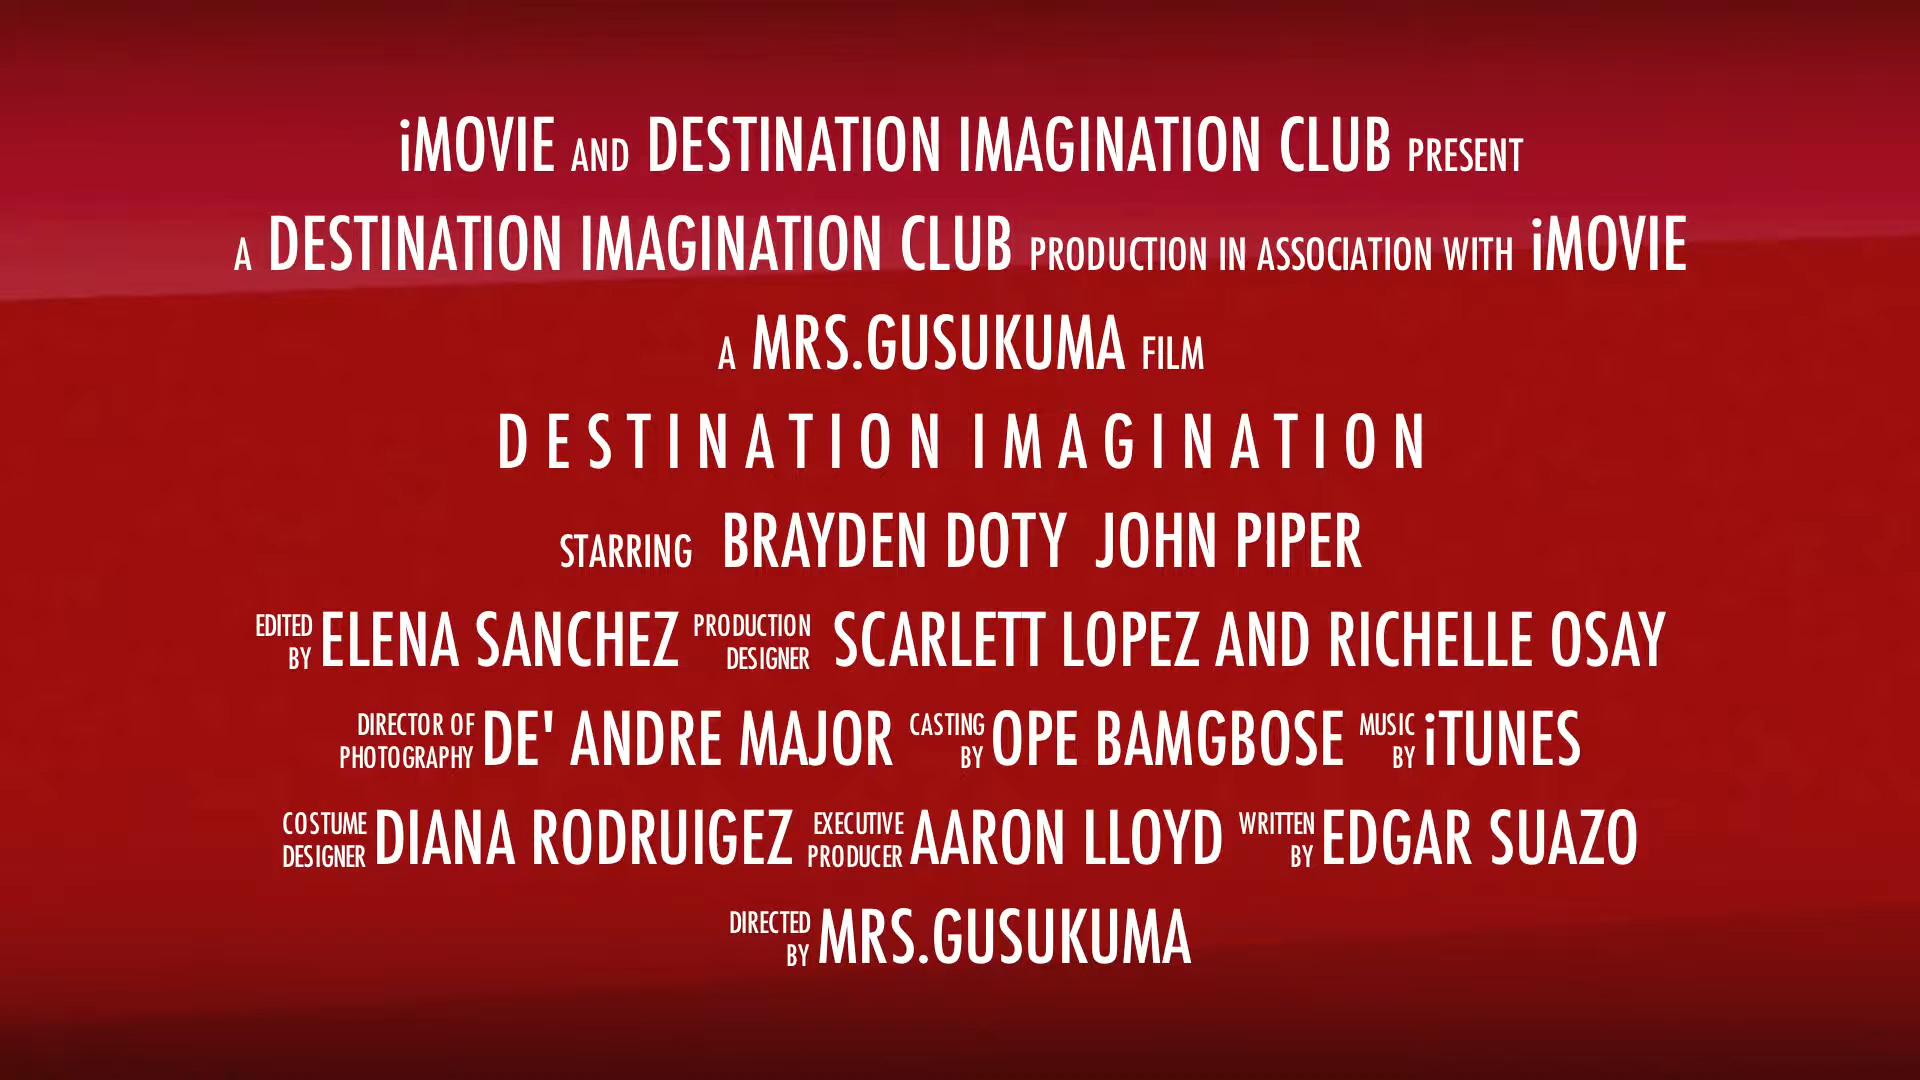 iMOVIE AND DESTINATION IMAGINATION CLUB PRESENT
A DESTINATION IMAGINATION CLUB PRODUCTION IN ASSOCIATION WITH iMOVIE
A MRS.GUSUKUMA FILM
DESTINATION IMAGINATION
STARRING BRAYDEN DOTY JOHN PIPER
EDITED BY ELENA SANCHEZ PRODUCTION DESIGNER SCARLETT LOPEZ AND RICHELLE OSAY
DIRECTOR OF PHOTOGRAPHY DE' ANDRE MAJOR CASTING BY OPE BAMGBOSE MUSIC BY iTUNES
COSTUME DESIGNER DIANA RODRUIGEZ EXECUTIVE PRODUCER AARON LLOYD WRITTEN BY EDGAR SUAZO
DIRECTED BY MRS.GUSUKUMA